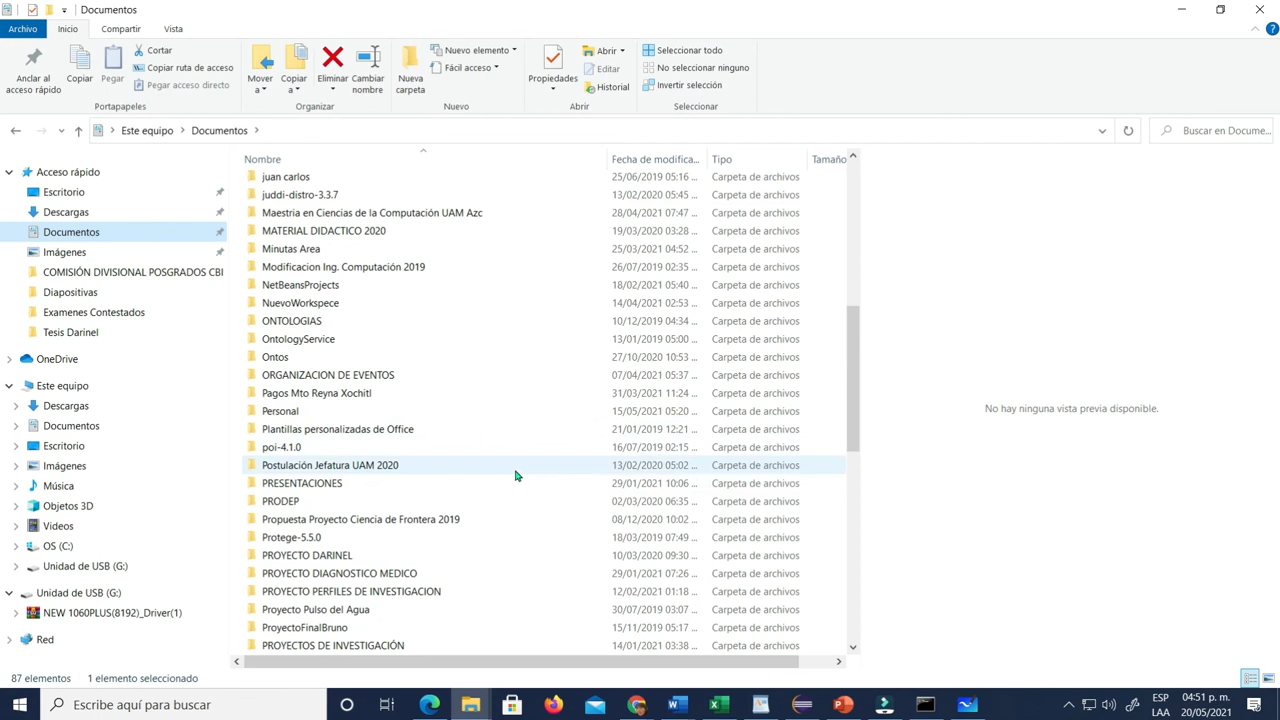 Documentos
Archivo Inicio Compartir Vista
Anclar al acceso rápido
Copiar
Pegar
Cortar
Copiar ruta de acceso
Pegar acceso directo
Portapapeles
Mover a
Copiar a
Eliminar
Cambiar nombre
Organizar
Nueva carpeta
Nuevo elemento
Fácil acceso
Nuevo
Propiedades
Abrir
Editar
Historial
Abrir
Seleccionar todo
No seleccionar ninguno
Invertir selección
Seleccionar
Este equipo > Documentos >
Buscar en Docume...
Acceso rápido
Escritorio
Descargas
Documentos
Imágenes
COMISIÓN DIVISIONAL POSGRADOS CBI
Diapositivas
Examenes Contestados
Tesis Darinel
OneDrive
Este equipo
Descargas
Documentos
Escritorio
Imágenes
Música
Objetos 3D
Videos
OS (C:)
Unidad de USB (G:)
Unidad de USB (G:)
NEW 1060PLUS(8192)_Driver(1)
Red
Nombre Fecha de modifica... Tipo Tamaño
juan carlos 25/06/2019 05:16 ... Carpeta de archivos
juddi-distro-3.3.7 13/02/2020 05:45 ... Carpeta de archivos
Maestria en Ciencias de la Computación UAM Azc 28/04/2021 07:47 ... Carpeta de archivos
MATERIAL DIDACTICO 2020 19/03/2020 03:28 ... Carpeta de archivos
Minutas Area 25/03/2021 04:52 ... Carpeta de archivos
Modificacion Ing. Computación 2019 26/07/2019 02:35 ... Carpeta de archivos
NetBeansProjects 18/02/2021 05:40 ... Carpeta de archivos
NuevoWorkspece 14/04/2021 02:53 ... Carpeta de archivos
ONTOLOGIAS 10/12/2019 04:34 ... Carpeta de archivos
OntologyService 13/01/2019 05:00 ... Carpeta de archivos
Ontos 27/10/2020 10:53 ... Carpeta de archivos
ORGANIZACION DE EVENTOS 07/04/2021 05:37 ... Carpeta de archivos
Pagos Mto Reyna Xochitl 31/03/2021 11:24 ... Carpeta de archivos
Personal 15/05/2021 05:20 ... Carpeta de archivos
Plantillas personalizadas de Office 21/01/2019 12:21 ... Carpeta de archivos
poi-4.1.0 16/07/2019 02:15 ... Carpeta de archivos
Postulación Jefatura UAM 2020 13/02/2020 05:02 ... Carpeta de archivos
PRESENTACIONES 29/01/2021 10:06 ... Carpeta de archivos
PRODEP 02/03/2020 06:35 ... Carpeta de archivos
Propuesta Proyecto Ciencia de Frontera 2019 08/12/2020 10:02 ... Carpeta de archivos
Protege-5.5.0 18/03/2019 07:49 ... Carpeta de archivos
PROYECTO DARINEL 10/03/2020 09:30 ... Carpeta de archivos
PROYECTO DIAGNOSTICO MEDICO 29/01/2021 07:26 ... Carpeta de archivos
PROYECTO PERFILES DE INVESTIGACION 12/02/2021 01:18 ... Carpeta de archivos
Proyecto Pulso del Agua 30/07/2019 03:07 ... Carpeta de archivos
ProyectoFinalBruno 15/11/2019 05:17 ... Carpeta de archivos
PROYECTOS DE INVESTIGACIÓN 14/01/2021 03:38 ... Carpeta de archivos
No hay ninguna vista previa disponible.
87 elementos 1 elemento seleccionado
Escribe aquí para buscar
ESP
LAA
04:51 p. m.
20/05/2021